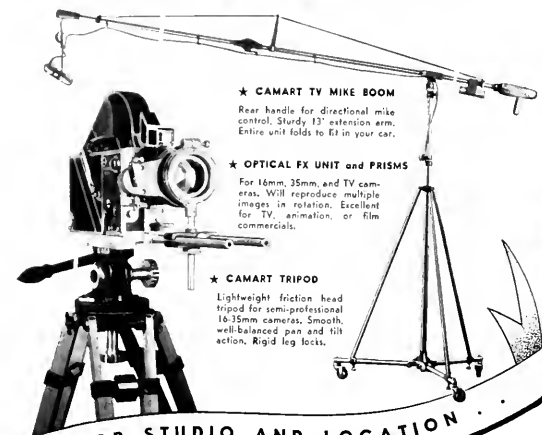 ★ CAMART TV MIKE BOOM
Rear handle for directional mike
control. Sturdy 13' extension arm.
Entire unit folds to fit in your car.
★ OPTICAL FX UNIT and PRISMS
For 16mm, 35mm, and TV cam-
eras. Will reproduce multiple
images in rotation. Excellent
for TV, animation, or film
commercials.
★ CAMART TRIPOD
Lightweight friction head
tripod for semi-professional
16-35mm cameras. Smooth,
well-balanced pan and tilt
action. Rigid leg locks.
STUDIO AND LOCATION . .